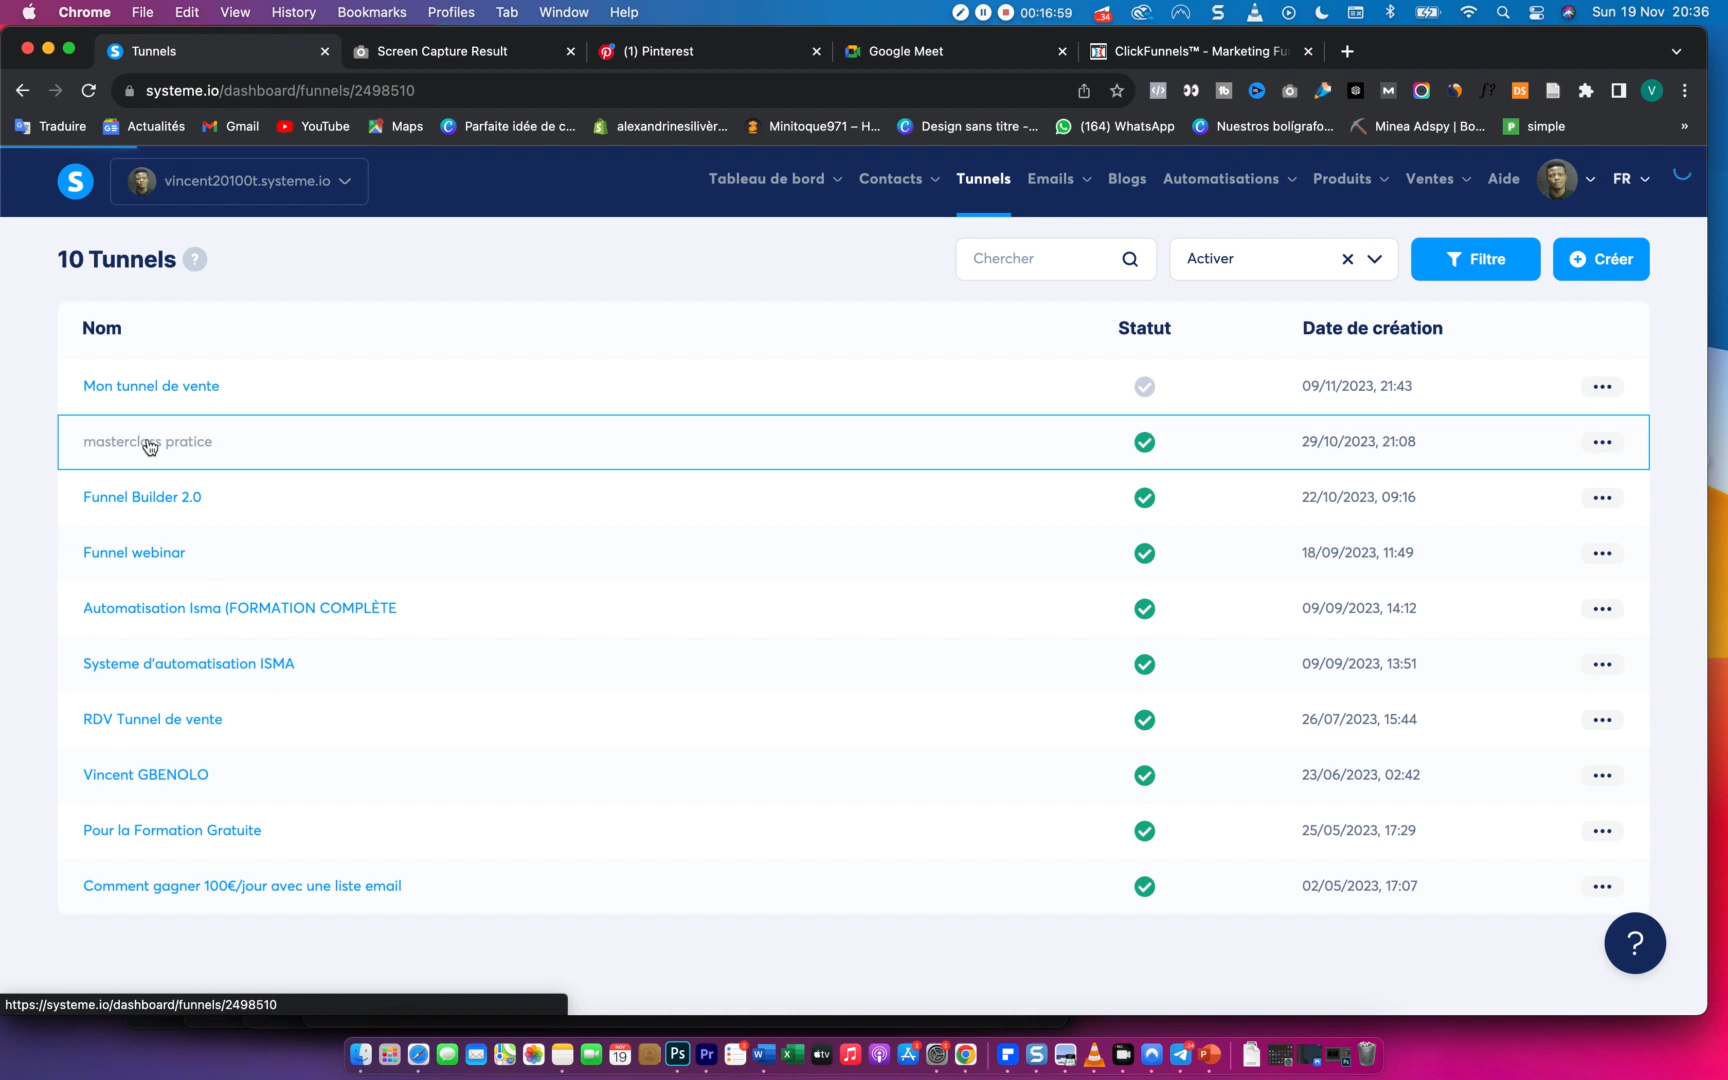 Chrome File Edit View History Bookmarks Profiles Tab Window Help 00:16:59 34 Sun 19 Nov 20:36
Tunnels Screen Capture Result (1) Pinterest Google Meet ClickFunnels™ - Marketing Fu
systeme.io/dashboard/funnels/2498510
Traduire Actualités Gmail YouTube Maps Parfaite idée de c... alexandrinesilivèr... Minitoque971 – H... Design sans titre -... (164) WhatsApp Nuestros bolígrafo... Minea Adspy | Bo... simple »
vincent20100t.systeme.io Tableau de bord Contacts Tunnels Emails Blogs Automatisations Produits Ventes Aide FR
10 Tunnels ? Chercher Activer Filtre Créer
Nom Statut Date de création
Mon tunnel de vente 09/11/2023, 21:43
masterclass pratice 29/10/2023, 21:08
Funnel Builder 2.0 22/10/2023, 09:16
Funnel webinar 18/09/2023, 11:49
Automatisation Isma (FORMATION COMPLÈTE 09/09/2023, 14:12
Systeme d'automatisation ISMA 09/09/2023, 13:51
RDV Tunnel de vente 26/07/2023, 15:44
Vincent GBENOLO 23/06/2023, 02:42
Pour la Formation Gratuite 25/05/2023, 17:29
Comment gagner 100€/jour avec une liste email 02/05/2023, 17:07
?
https://systeme.io/dashboard/funnels/2498510
NOV 19 Ps Pr tv